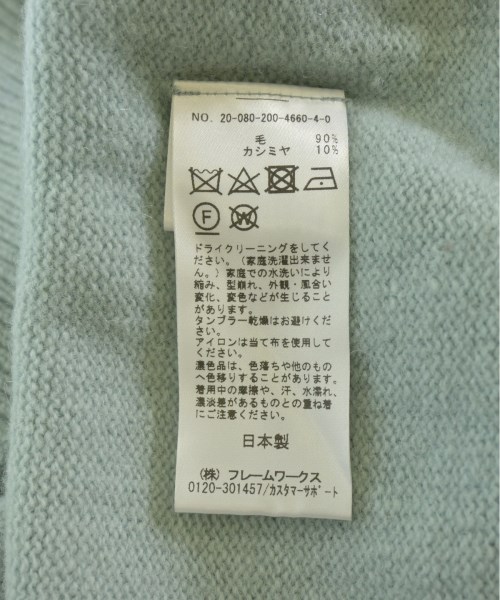 NO. 20-080-200-4660-4-0
毛 90%
カシミヤ 10%
F W
ドライクリーニングをしてく
ださい。(家庭洗濯出来ませ
ん。)家庭での水洗いにより
縮み、型崩れ、外観・風合い
変化、変色などが生じること
があります。
タンブラー乾燥はお避けくだ
さい。
アイロンは当て布を使用して
ください。
濃色品は、色落ちや他のもの
へ色移りすることがあります。
着用中の摩擦や、汗、水濡れ、
濃淡差があるものとの重ね着
にご注意ください。
日本製
(株) フレームワークス
0120-301457/カスタマーサポート